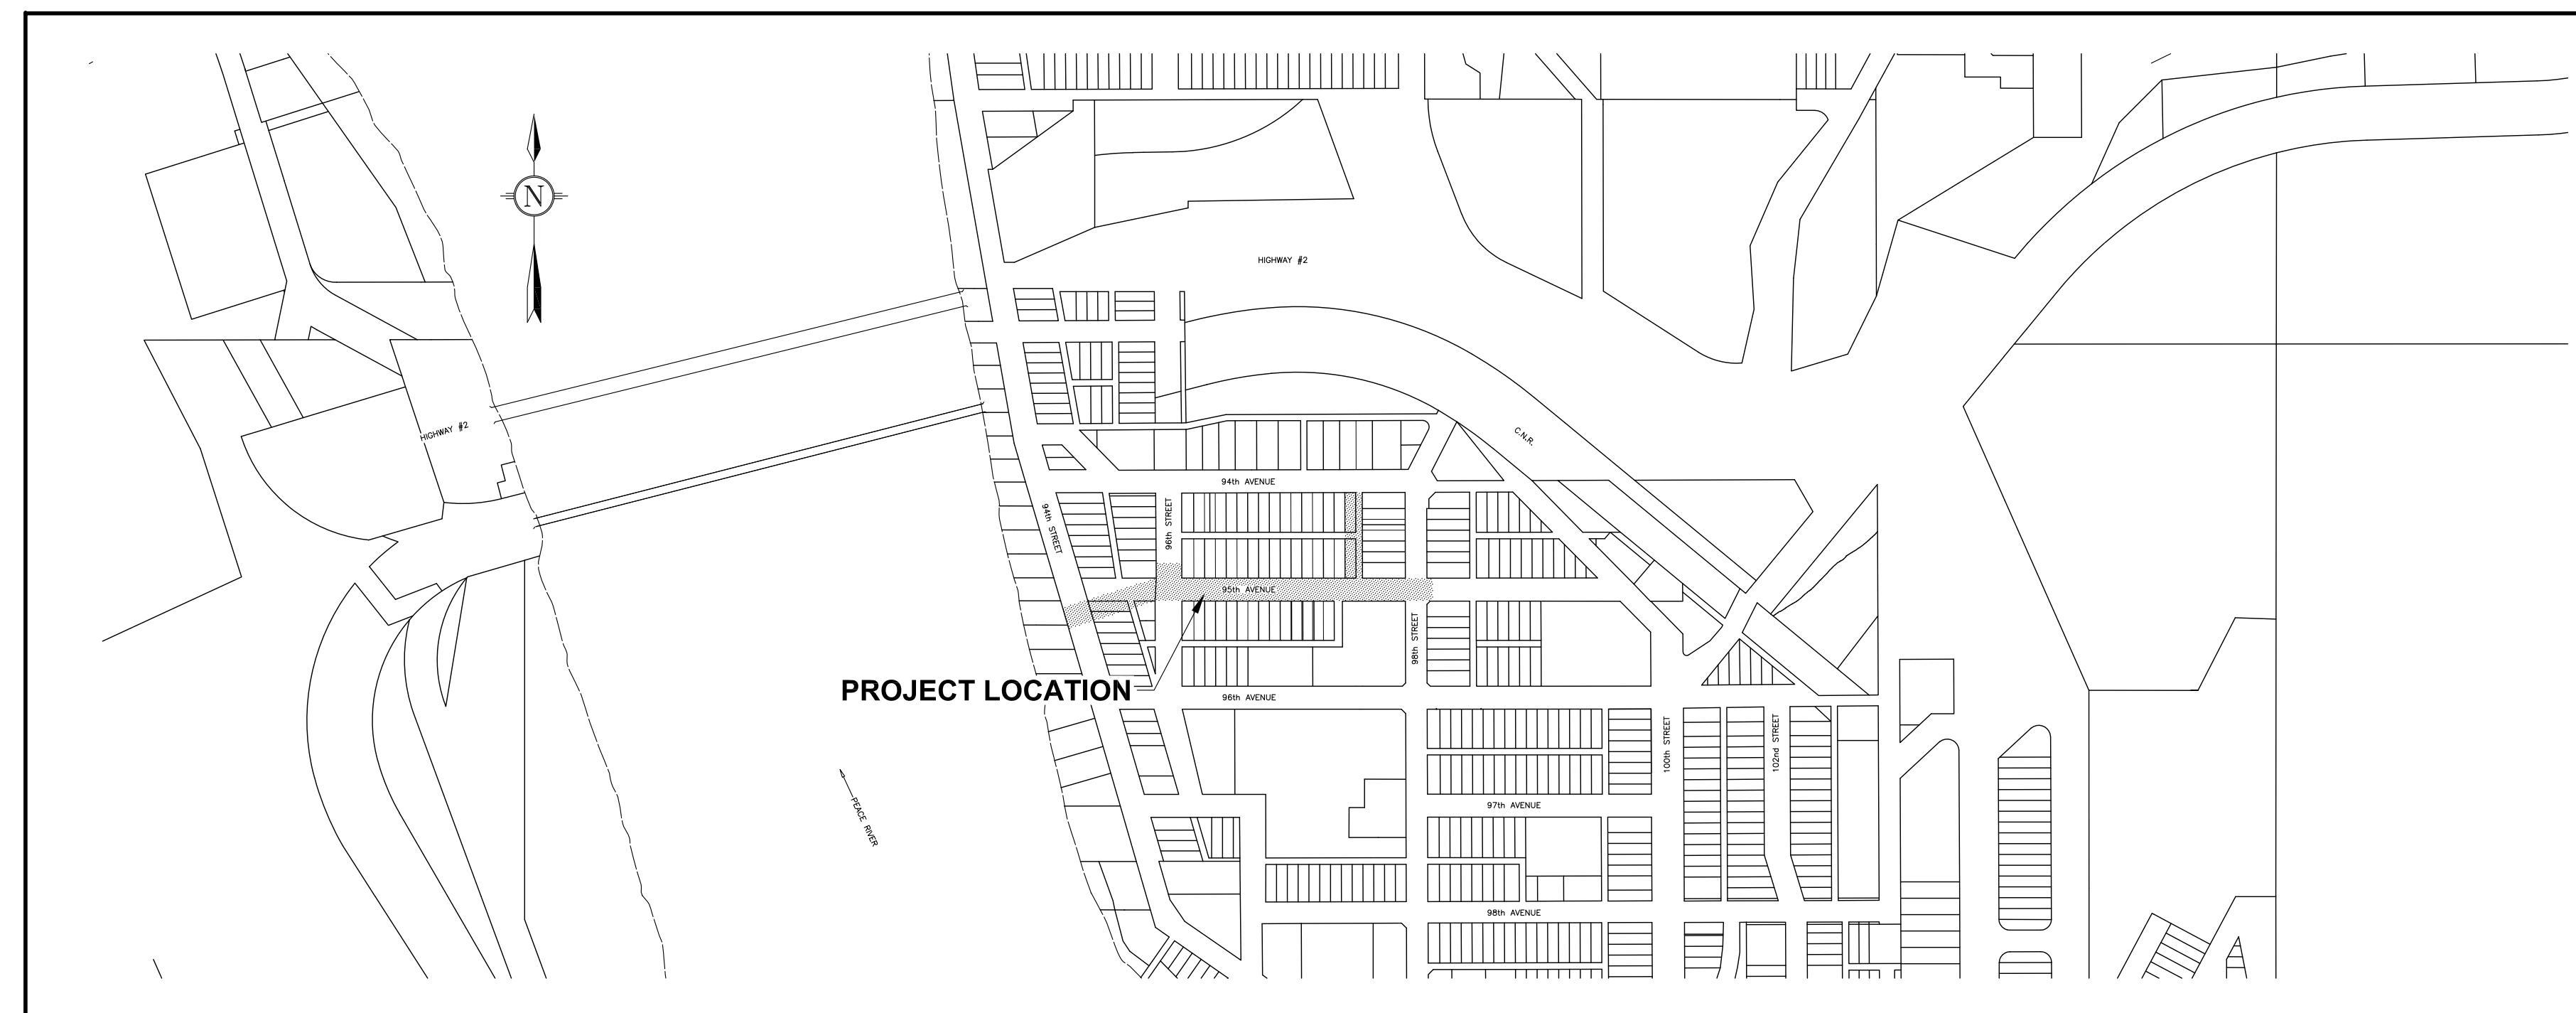 N
HIGHWAY #2
HIGHWAY #2
C.N.R.
94th AVENUE
94th STREET
96th STREET
95th AVENUE
98th STREET
PROJECT LOCATION
96th AVENUE
100th STREET
102nd STREET
PEACE RIVER
97th AVENUE
98th AVENUE